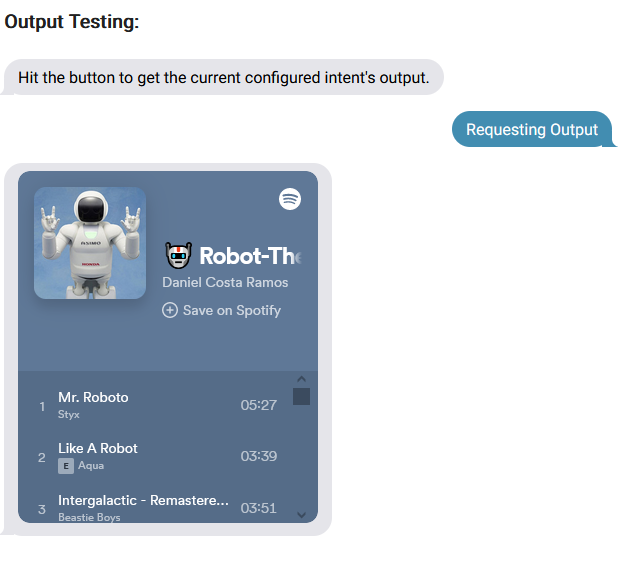 Output Testing:
Hit the button to get the current configured intent's output.
Requesting Output
ASIMO
HONDA
Robot-The
Daniel Costa Ramos
Save on Spotify
1 Mr. Roboto 05:27
Styx
2 Like A Robot 03:39
E Aqua
3 Intergalactic - Remastere... 03:51
Beastie Boys